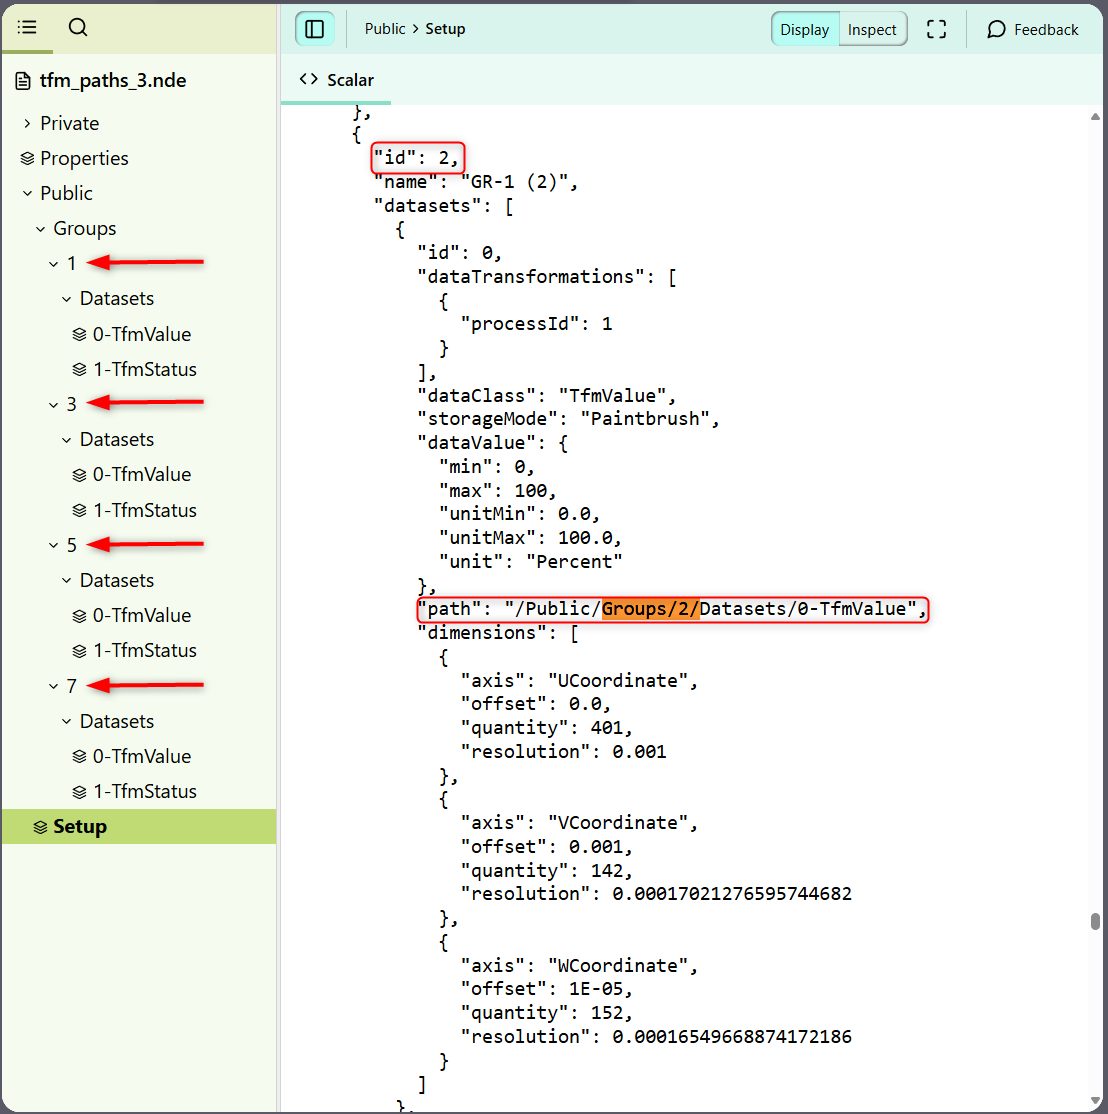 tfm_paths_3.nde
Private
Properties
Public
Groups
1
Datasets
0-TfmValue
1-TfmStatus
3
Datasets
0-TfmValue
1-TfmStatus
5
Datasets
0-TfmValue
1-TfmStatus
7
Datasets
0-TfmValue
1-TfmStatus
Setup
Public > Setup
Display Inspect
Feedback
<> Scalar
},
{
"id": 2,
"name": "GR-1 (2)",
"datasets": [
{
"id": 0,
"dataTransformations": [
{
"processId": 1
}
],
"dataClass": "TfmValue",
"storageMode": "Paintbrush",
"dataValue": {
"min": 0,
"max": 100,
"unitMin": 0.0,
"unitMax": 100.0,
"unit": "Percent"
},
"path": "/Public/Groups/2/Datasets/0-TfmValue",
"dimensions": [
{
"axis": "UCoordinate",
"offset": 0.0,
"quantity": 401,
"resolution": 0.001
},
{
"axis": "VCoordinate",
"offset": 0.001,
"quantity": 142,
"resolution": 0.00017021276595744682
},
{
"axis": "WCoordinate",
"offset": 1E-05,
"quantity": 152,
"resolution": 0.00016549668874172186
}
]
},